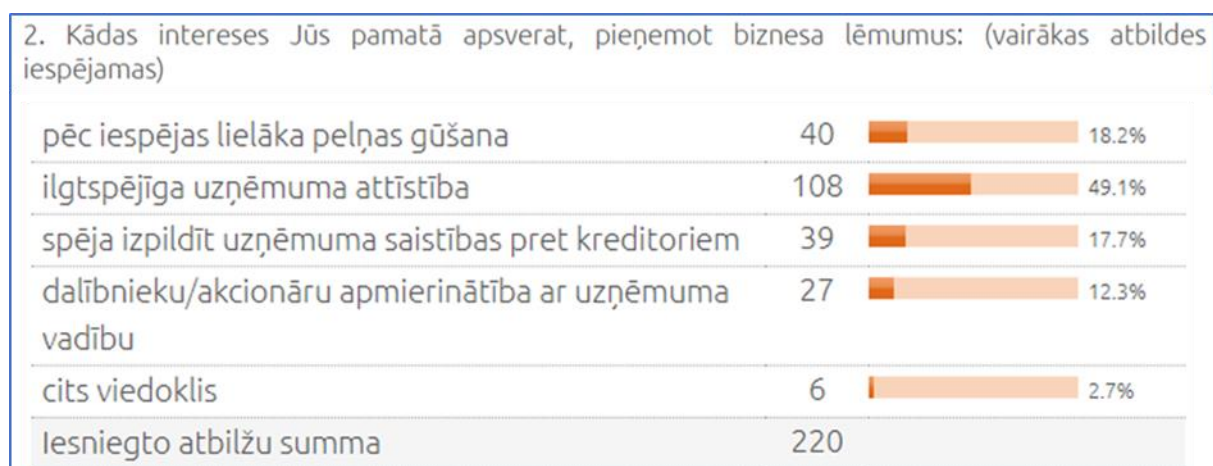 2. Kādas intereses Jūs pamatā apsverat, pieņemot biznesa lēmumus: (vairākas atbildes
iespējamas)
pēc iespējas lielāka peļņas gūšana 40 18.2%
ilgtspējīga uzņēmuma attīstība 108 49.1%
spēja izpildīt uzņēmuma saistības pret kreditoriem 39 17.7%
dalībnieku/akcionāru apmierinātība ar uzņēmuma 27 12.3%
vadību
cits viedoklis 6 2.7%
Iesniegto atbilžu summa 220